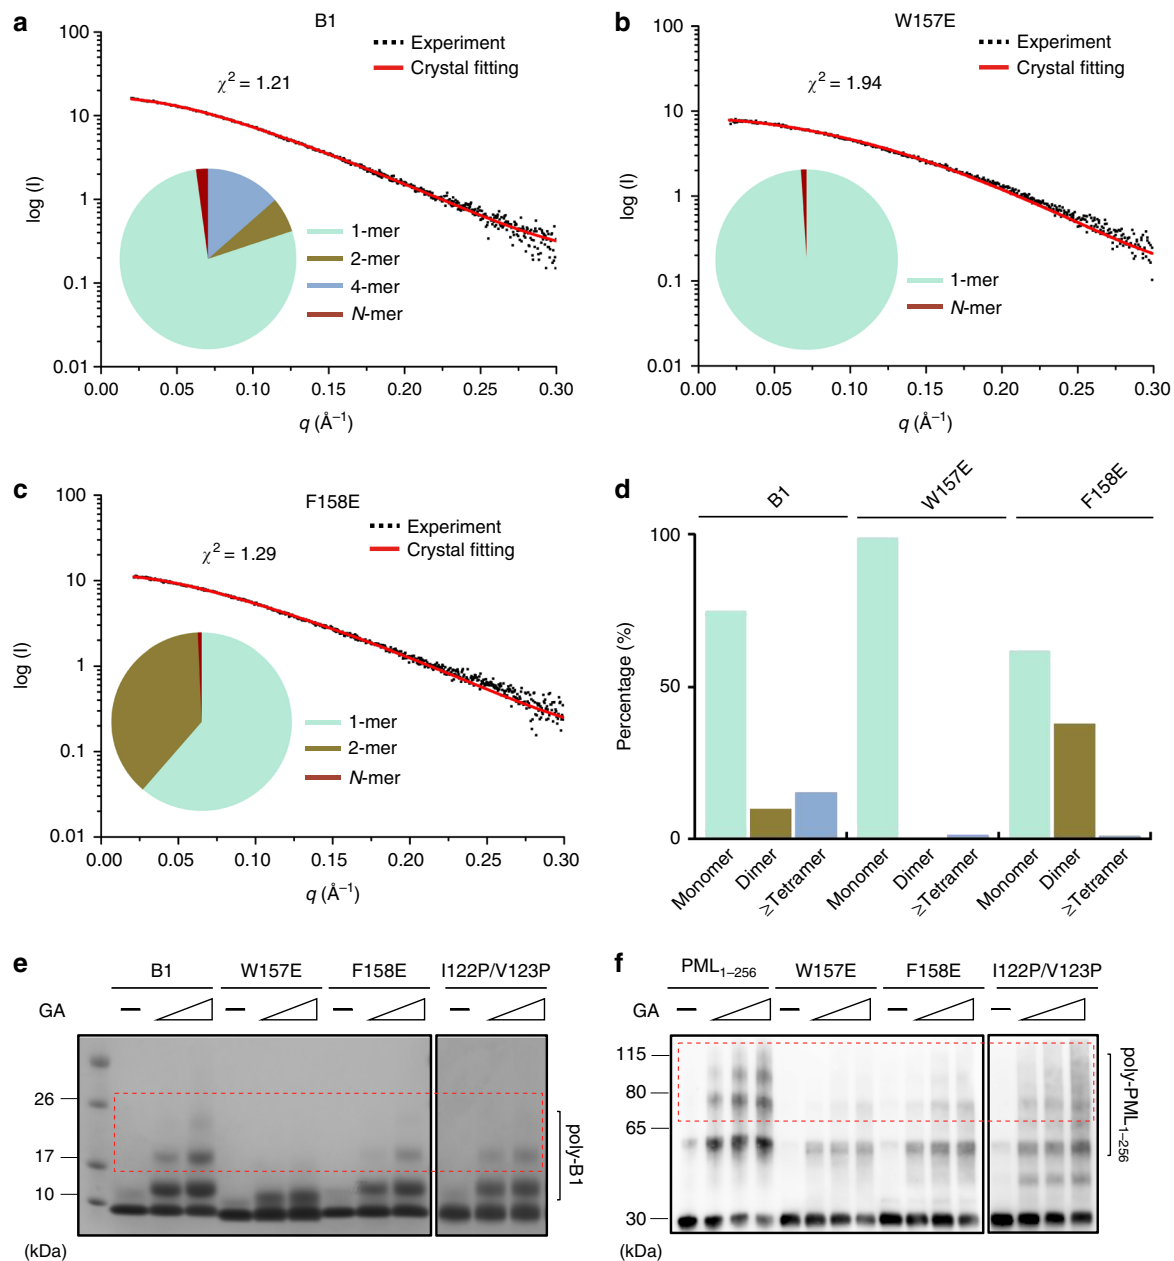 a
B1
100
10
1
0.1
0.01
log (I)
Experiment
Crystal fitting
χ² = 1.21
1-mer
2-mer
4-mer
N-mer
0.00 0.05 0.10 0.15 0.20 0.25 0.30
q (Å⁻¹)
b
W157E
100
10
1
0.1
0.01
log (I)
Experiment
Crystal fitting
χ² = 1.94
1-mer
N-mer
0.00 0.05 0.10 0.15 0.20 0.25 0.30
q (Å⁻¹)
c
F158E
100
10
1
0.1
0.01
log (I)
Experiment
Crystal fitting
χ² = 1.29
1-mer
2-mer
N-mer
0.00 0.05 0.10 0.15 0.20 0.25 0.30
q (Å⁻¹)
d
B1 W157E F158E
100
50
0
Percentage (%)
Monomer Dimer ≥Tetramer Monomer Dimer ≥Tetramer Monomer Dimer ≥Tetramer
e
B1 W157E F158E I122P/V123P
GA – – – –
26
17
10
(kDa)
poly-B1
f
PML₁₋₂₅₆ W157E F158E I122P/V123P
GA – – – –
115
80
65
30
(kDa)
poly-PML₁₋₂₅₆